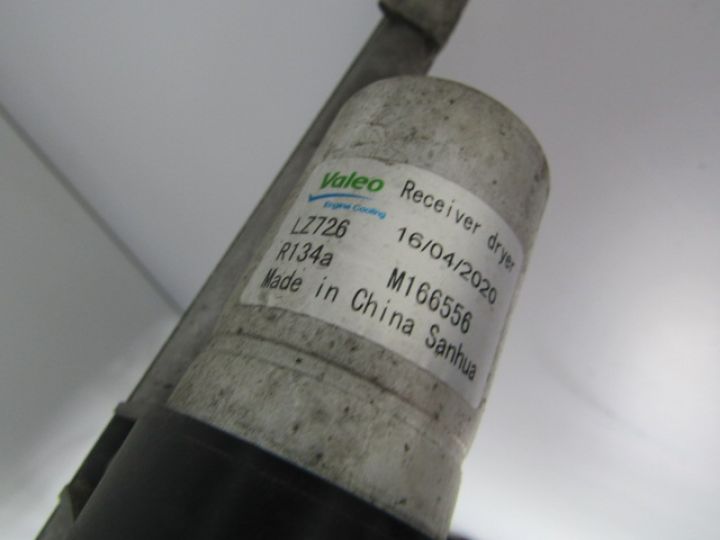 Valeo Receiver dryer
Engine Cooling
LZ726 16/04/2020
R134a M166556
Made in China Sanhua